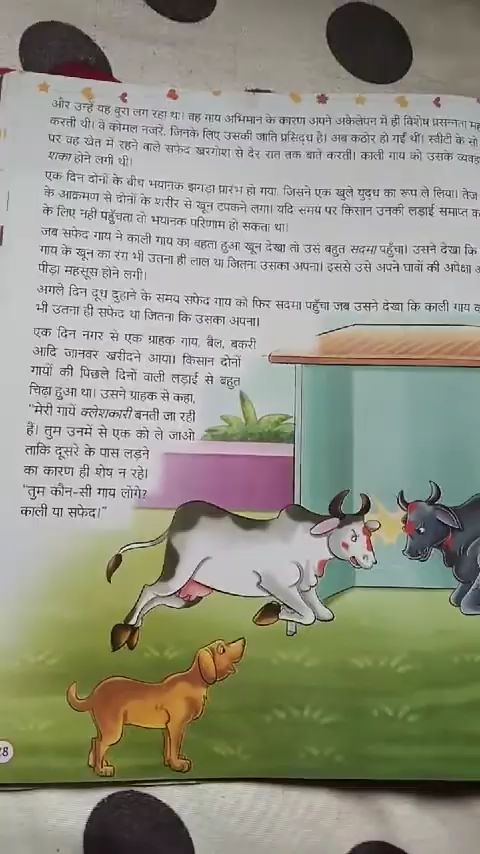 और उन्हें यह बुरा लग रहा था। वह गाय अभिमान के कारण अपने अकेलेपन में ही विशेष प्रसन्नता
करती थी। वे कोमल नजरें, जिनके लिए उसकी जाति प्रसिद्ध है। अब कठोर हो गई थीं। स्वीटी के
पर वह खेत में रहने वाले सफेद खरगोश से देर रात तक बातें करती। काली गाय को उसके
शंका होने लगी थी।
एक दिन दोनों के बीच भयानक झगड़ा प्रारंभ हो गया, जिसने एक खुले युद्ध का रूप ले लिया। तेज
के आक्रमण से दोनों के शरीर से खून टपकने लगा। यदि समय पर किसान उनकी लड़ाई समाप्त
के लिए नहीं पहुँचता तो भयानक परिणाम हो सकता था।
जब सफेद गाय ने काली गाय का बहता हुआ खून देखा तो उसे बहुत सदमा पहुँचा। उसने देखा कि
गाय के खून का रंग भी उतना ही लाल था जितना उसका अपना। इससे उसे अपने घावों की अपेक्षा
पीड़ा महसूस होने लगी।
अगले दिन दूध दुहाने के समय सफेद गाय को फिर सदमा पहुँचा जब उसने देखा कि काली गाय
भी उतना ही सफेद था जितना कि उसका अपना।
एक दिन नगर से एक ग्राहक गाय, बैल, बकरी
आदि जानवर खरीदने आया। किसान दोनों
गायों की पिछले दिनों वाली लड़ाई से बहुत
चिढ़ा हुआ था। उसने ग्राहक से कहा,
"मेरी गायें क्लेशकारी बनती जा रही
हैं। तुम उनमें से एक को ले जाओ
ताकि दूसरे के पास लड़ने
का कारण ही शेष न रहे।
"तुम कौन-सी गाय लोगे?
काली या सफेद।"
28